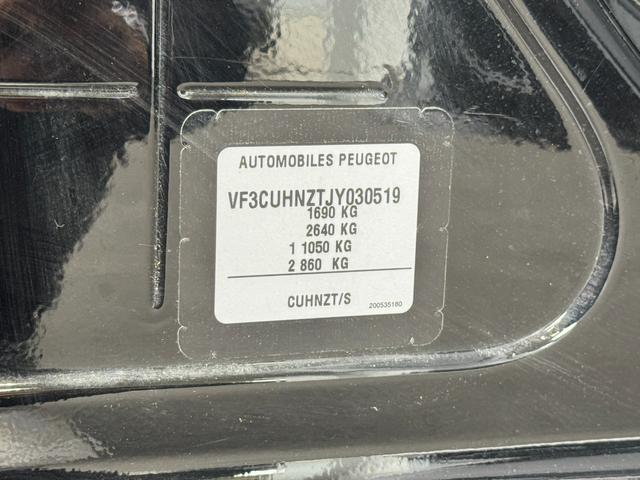 AUTOMOBILES PEUGEOT
VF3CUHNZTJY030519
1690 KG
2640 KG
1 1050 KG
2 860 KG
CUHNZT/S
200535180